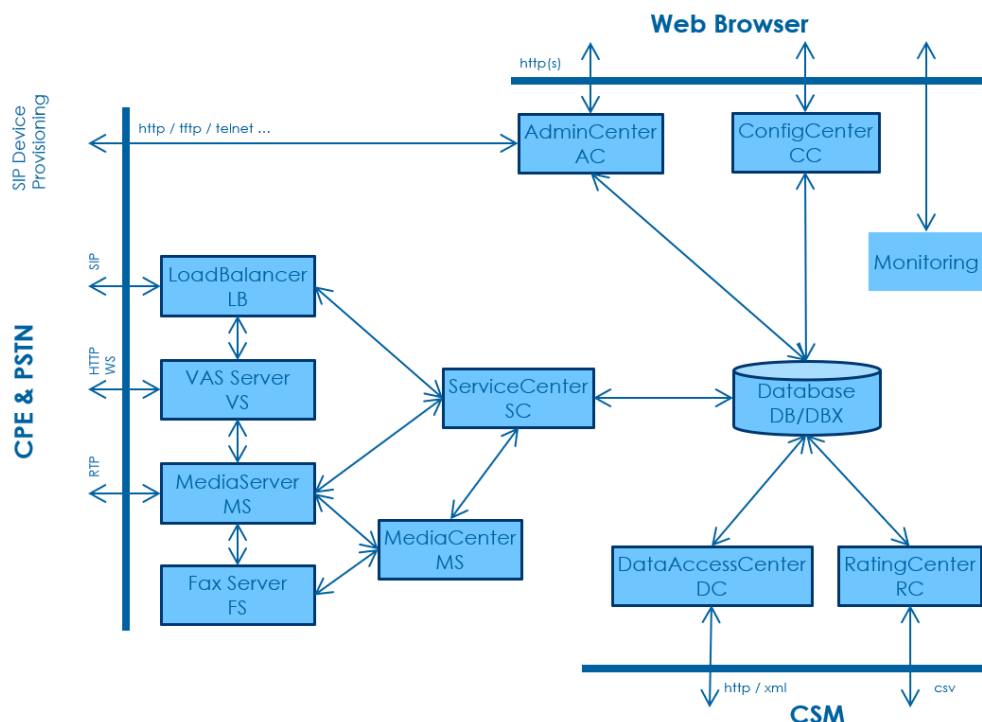 Web Browser
http(s)
SIP Device
Provisioning
http / tftp / telnet ...
AdminCenter
AC
ConfigCenter
CC
Monitoring
CPE & PSTN
SIP
LoadBalancer
LB
HTTP
WS
VAS Server
VS
ServiceCenter
SC
Database
DB/DBX
RTP
MediaServer
MS
MediaCenter
MS
Fax Server
FS
DataAccessCenter
DC
RatingCenter
RC
http / xml
csv
CSM